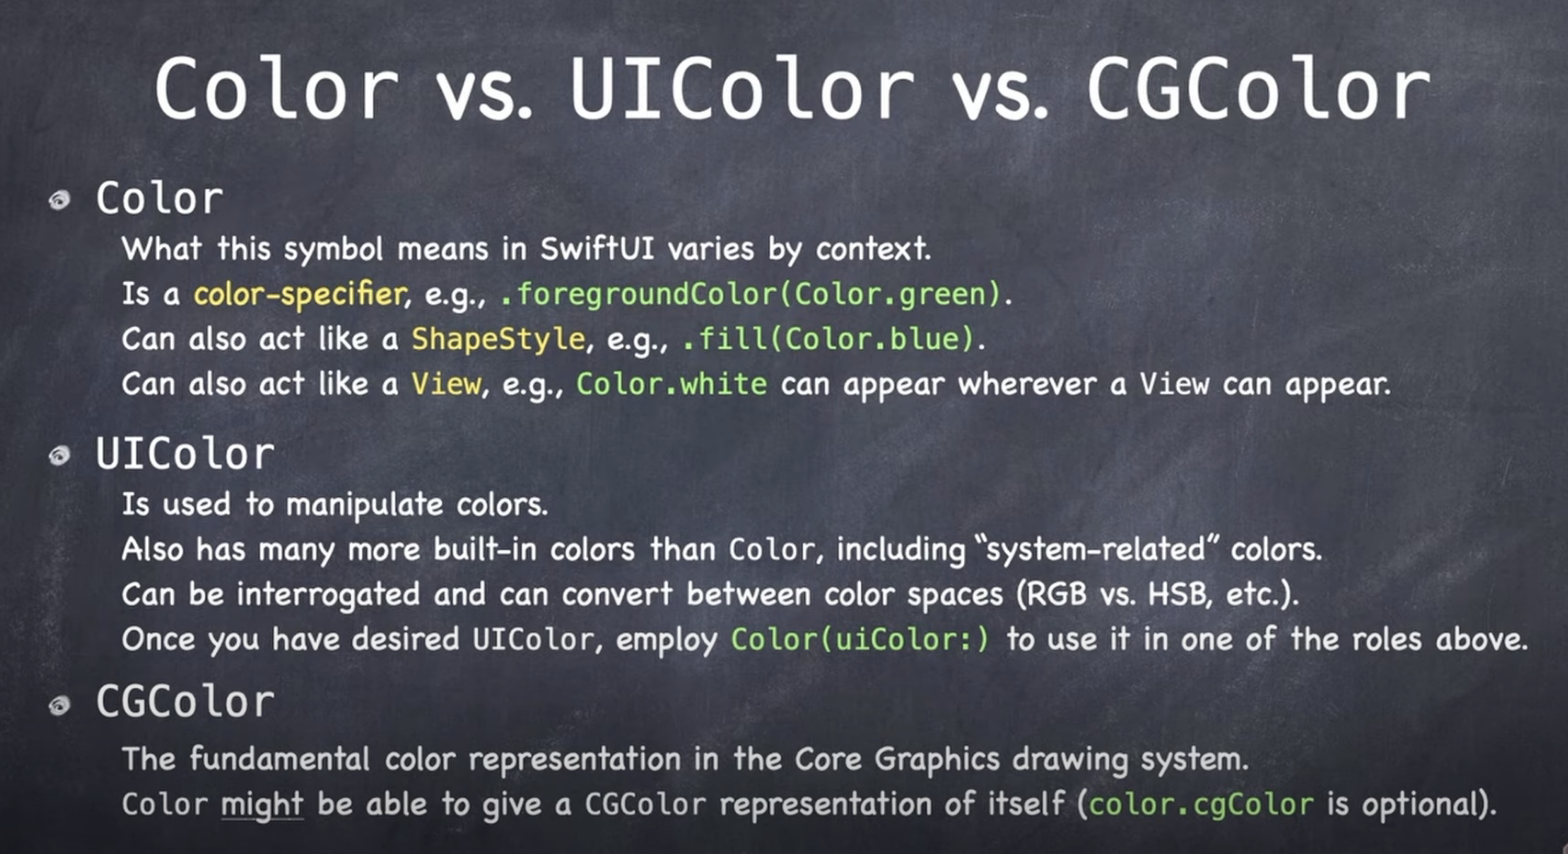 Color vs. UIColor vs. CGColor
Color
What this symbol means in SwiftUI varies by context.
Is a color-specifier, e.g., .foregroundColor(Color.green).
Can also act like a ShapeStyle, e.g., .fill(Color.blue).
Can also act like a View, e.g., Color.white can appear wherever a View can appear.
UIColor
Is used to manipulate colors.
Also has many more built-in colors than Color, including “system-related” colors.
Can be interrogated and can convert between color spaces (RGB vs. HSB, etc.).
Once you have desired UIColor, employ Color(uiColor:) to use it in one of the roles above.
CGColor
The fundamental color representation in the Core Graphics drawing system.
Color might be able to give a CGColor representation of itself (color.cgColor is optional).